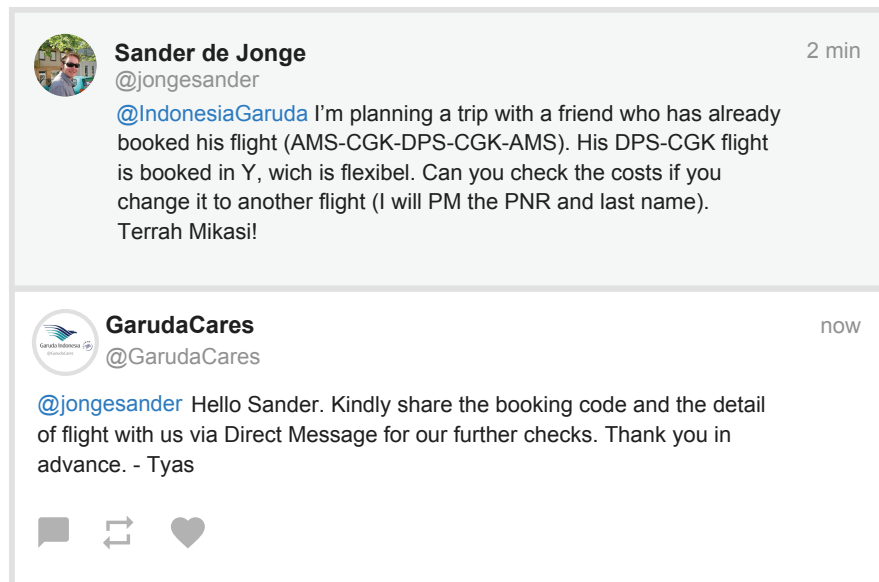 Sander de Jonge
2 min
@jongesander
@IndonesiaGaruda I’m planning a trip with a friend who has already
booked his flight (AMS-CGK-DPS-CGK-AMS). His DPS-CGK flight
is booked in Y, wich is flexibel. Can you check the costs if you
change it to another flight (I will PM the PNR and last name).
Terrah Mikasi!
Garuda Indonesia
@GarudaCares
GarudaCares
now
@GarudaCares
@jongesander Hello Sander. Kindly share the booking code and the detail
of flight with us via Direct Message for our further checks. Thank you in
advance. - Tyas